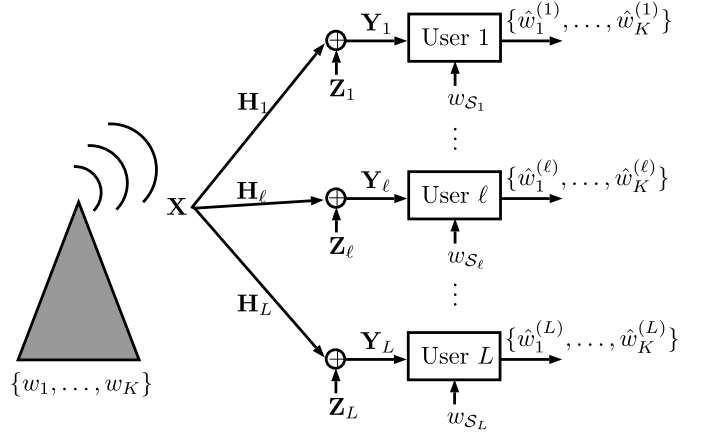 𝐘₁
User 1
{ŵ₁⁽¹⁾, . . . , ŵ_K⁽¹⁾}
𝐙₁
w_{𝒮₁}
𝐇₁
⋮
𝐗
𝐇_ℓ
𝐘_ℓ
User ℓ
{ŵ₁^{(ℓ)}, . . . , ŵ_K^{(ℓ)}}
𝐙_ℓ
w_{𝒮_ℓ}
⋮
𝐇_L
𝐘_L
User L
{ŵ₁^{(L)}, . . . , ŵ_K^{(L)}}
{w₁, . . . , w_K}
𝐙_L
w_{𝒮_L}